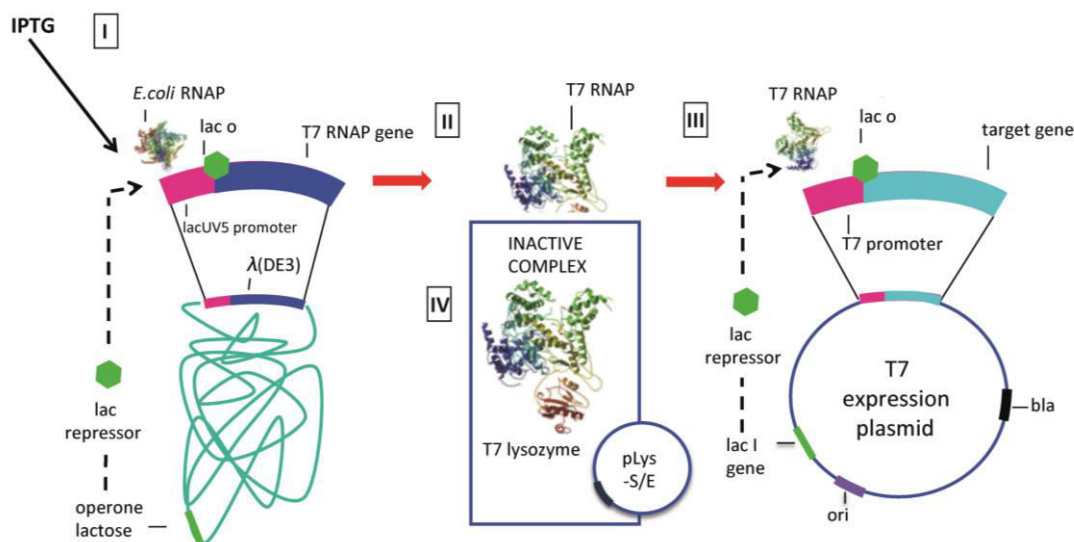 IPTG
I
E.coli RNAP
lac o
T7 RNAP gene
lacUV5 promoter
λ(DE3)
lac
repressor
operone
lactose
II
T7 RNAP
INACTIVE
COMPLEX
IV
T7 lysozyme
pLys
-S/E
III
T7 RNAP
lac o
target gene
T7 promoter
lac
repressor
lac I
gene
T7
expression
plasmid
bla
ori